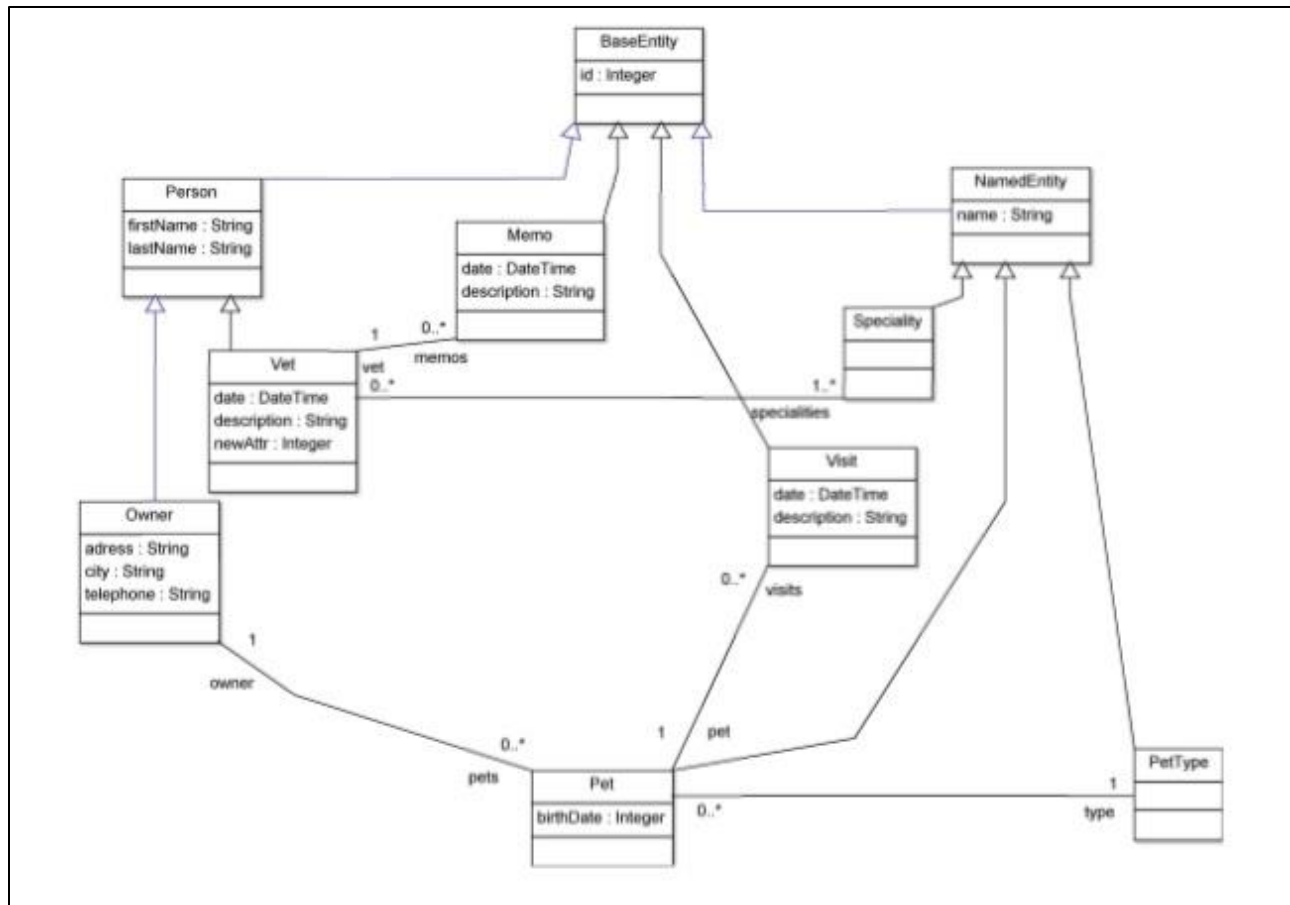 BaseEntity
id : Integer
Person
firstName : String
lastName : String
NamedEntity
name : String
Memo
date : DateTime
description : String
Speciality
1
0..*
vet
memos
0..*
1..*
specialities
Vet
date : DateTime
description : String
newAttr : Integer
Visit
date : DateTime
description : String
0..*
visits
Owner
adress : String
city : String
telephone : String
1
owner
0..*
pets
1
pet
Pet
birthDate : Integer
0..*
1
type
PetType